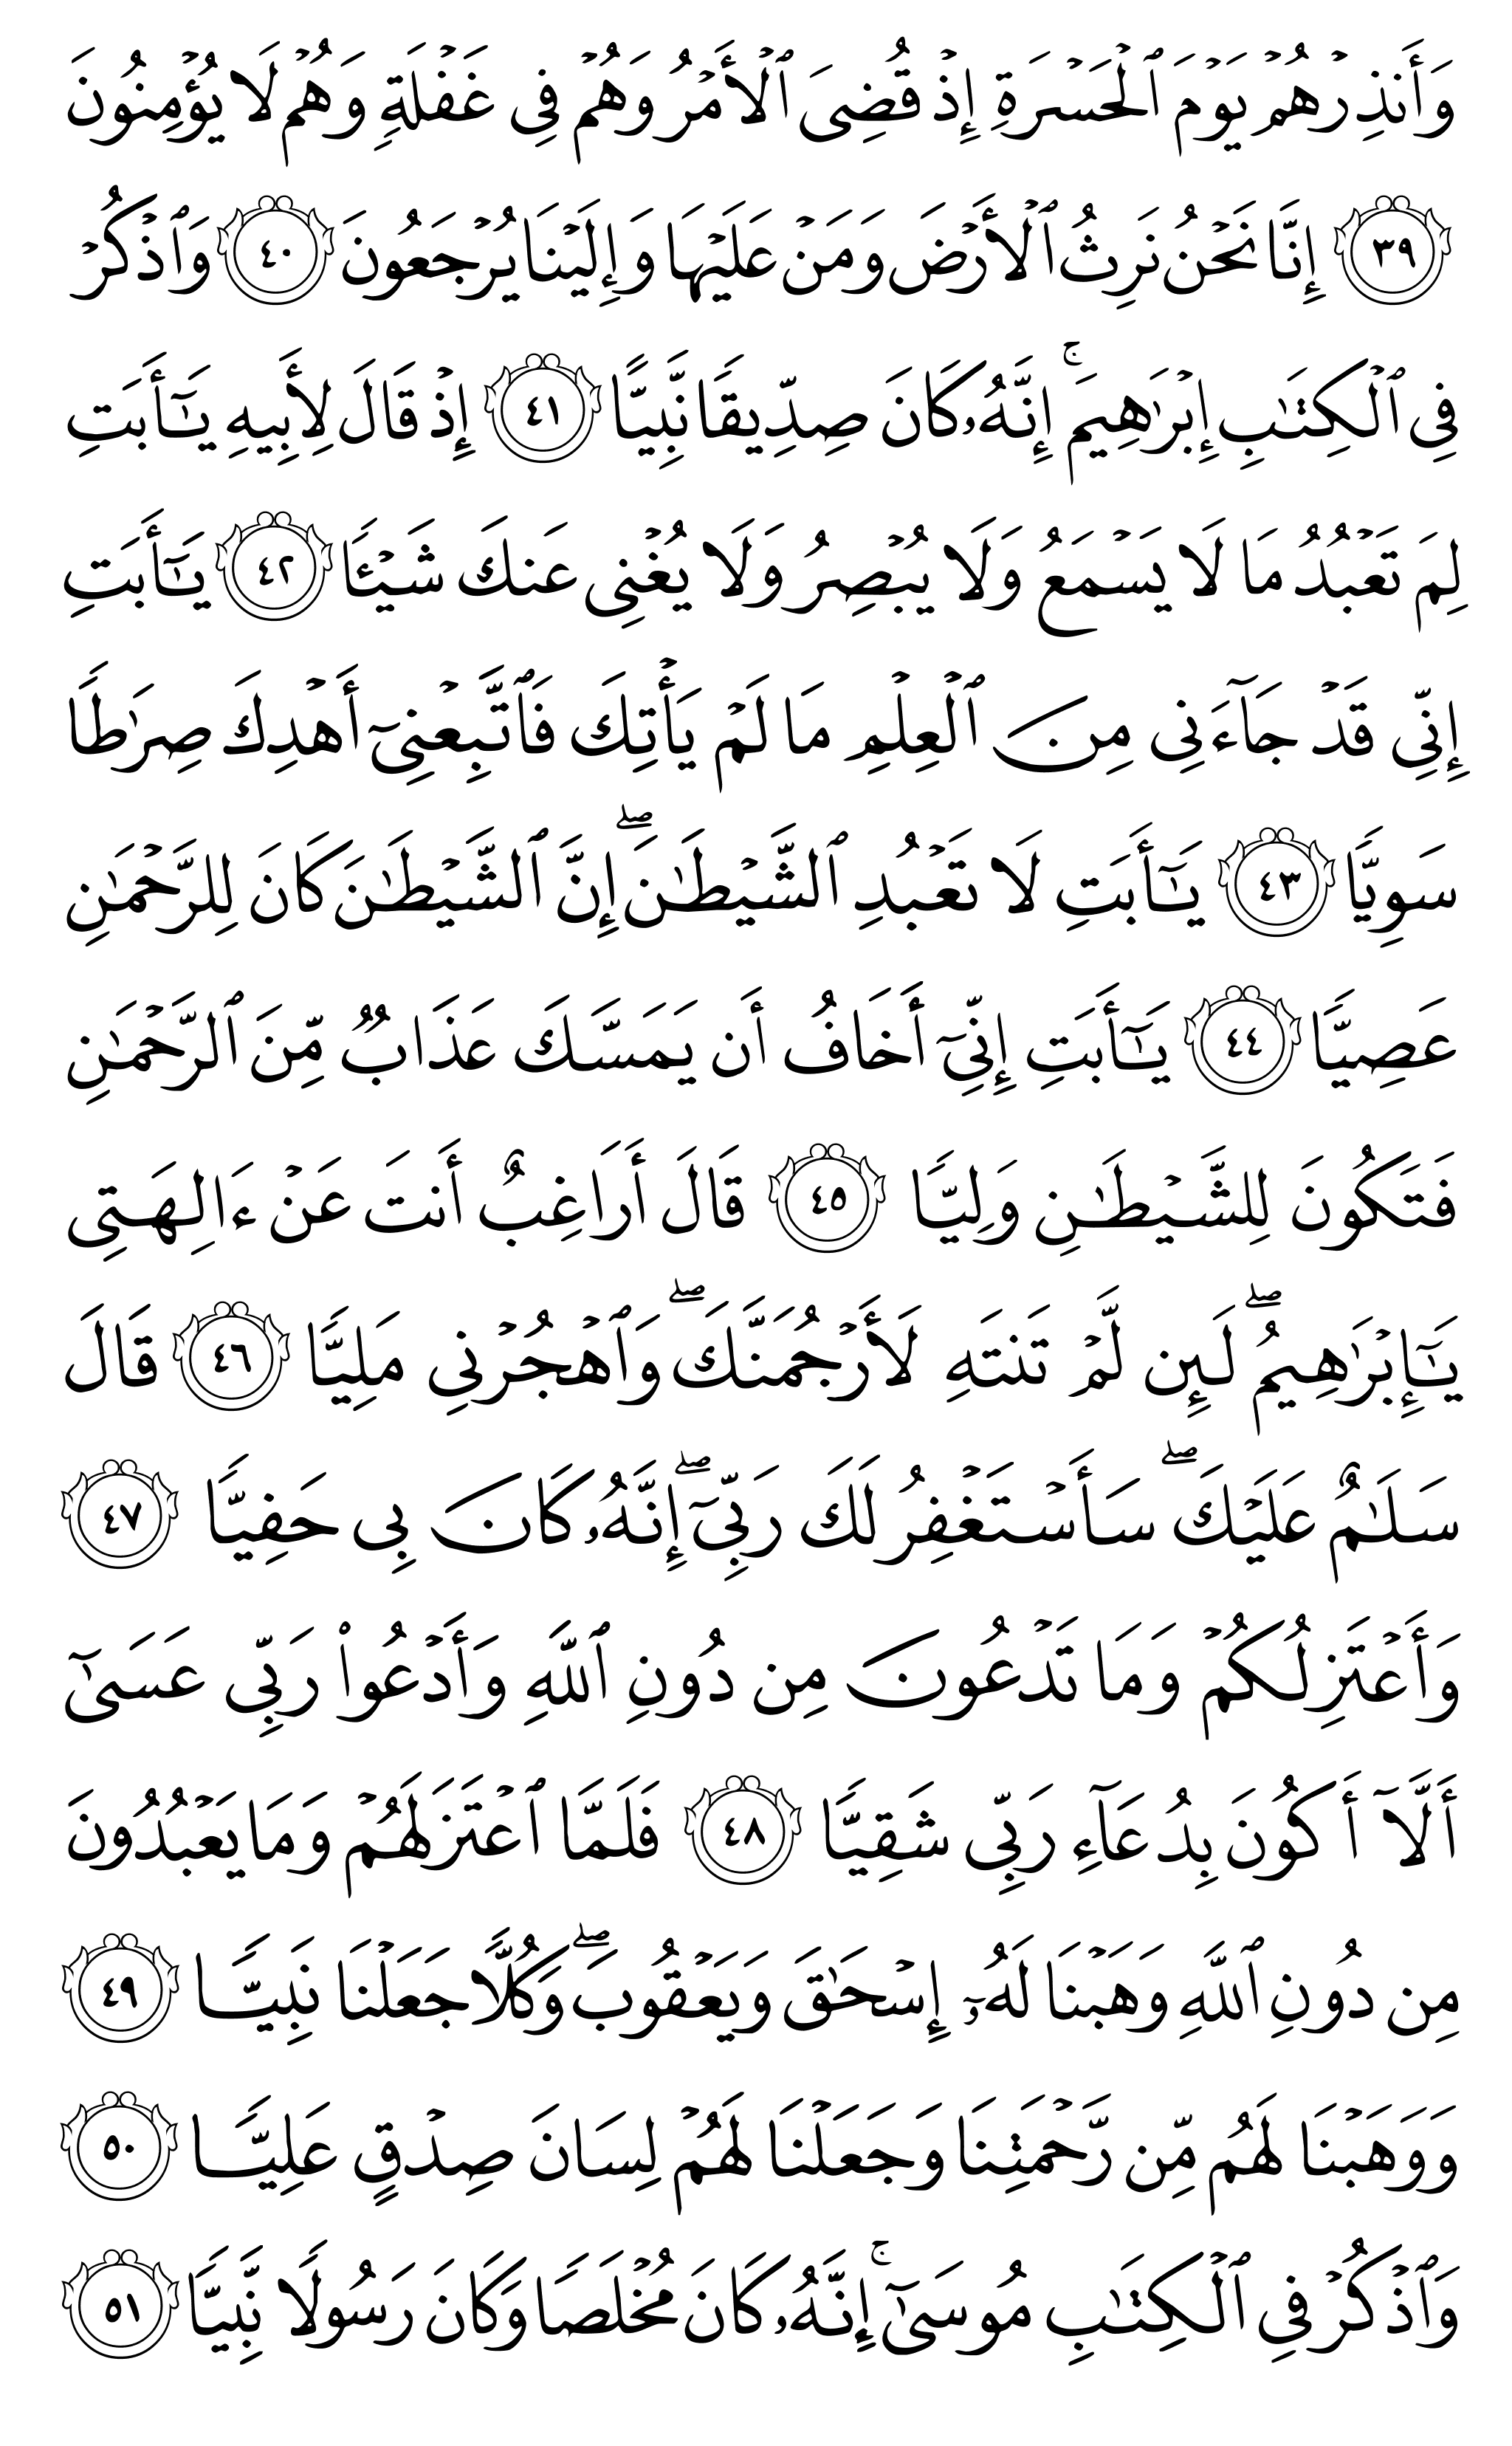 وَأَنذِرْهُمْ يَوْمَ ٱلْحَسْرَةِ إِذْ قُضِىَ ٱلْأَمْرُ وَهُمْ فِى غَفْلَةٍ وَهُمْ لَا يُؤْمِنُونَ
٣٩ إِنَّا نَحْنُ نَرِثُ ٱلْأَرْضَ وَمَنْ عَلَيْهَا وَإِلَيْنَا يُرْجَعُونَ ٤٠ وَٱذْكُرْ
فِى ٱلْكِتَٰبِ إِبْرَٰهِيمَ ۚ إِنَّهُۥ كَانَ صِدِّيقًا نَّبِيًّا ٤١ إِذْ قَالَ لِأَبِيهِ يَٰٓأَبَتِ
لِمَ تَعْبُدُ مَا لَا يَسْمَعُ وَلَا يُبْصِرُ وَلَا يُغْنِى عَنكَ شَيْـًٔا ٤٢ يَٰٓأَبَتِ
إِنِّى قَدْ جَآءَنِى مِنَ ٱلْعِلْمِ مَا لَمْ يَأْتِكَ فَٱتَّبِعْنِىٓ أَهْدِكَ صِرَٰطًا
سَوِيًّا ٤٣ يَٰٓأَبَتِ لَا تَعْبُدِ ٱلشَّيْطَٰنَ ۖ إِنَّ ٱلشَّيْطَٰنَ كَانَ لِلرَّحْمَٰنِ
عَصِيًّا ٤٤ يَٰٓأَبَتِ إِنِّىٓ أَخَافُ أَن يَمَسَّكَ عَذَابٌ مِّنَ ٱلرَّحْمَٰنِ
فَتَكُونَ لِلشَّيْطَٰنِ وَلِيًّا ٤٥ قَالَ أَرَاغِبٌ أَنتَ عَنْ ءَالِهَتِى
يَٰٓإِبْرَٰهِيمُ ۖ لَئِن لَّمْ تَنتَهِ لَأَرْجُمَنَّكَ ۖ وَٱهْجُرْنِى مَلِيًّا ٤٦ قَالَ
سَلَٰمٌ عَلَيْكَ ۖ سَأَسْتَغْفِرُ لَكَ رَبِّىٓ ۖ إِنَّهُۥ كَانَ بِى حَفِيًّا ٤٧
وَأَعْتَزِلُكُمْ وَمَا تَدْعُونَ مِن دُونِ ٱللَّهِ وَأَدْعُوا۟ رَبِّى عَسَىٰٓ
أَلَّآ أَكُونَ بِدُعَآءِ رَبِّى شَقِيًّا ٤٨ فَلَمَّا ٱعْتَزَلَهُمْ وَمَا يَعْبُدُونَ
مِن دُونِ ٱللَّهِ وَهَبْنَا لَهُۥٓ إِسْحَٰقَ وَيَعْقُوبَ ۖ وَكُلًّا جَعَلْنَا نَبِيًّا ٤٩
وَوَهَبْنَا لَهُم مِّن رَّحْمَتِنَا وَجَعَلْنَا لَهُمْ لِسَانَ صِدْقٍ عَلِيًّا ٥٠
وَٱذْكُرْ فِى ٱلْكِتَٰبِ مُوسَىٰٓ ۚ إِنَّهُۥ كَانَ مُخْلَصًا وَكَانَ رَسُولًا نَّبِيًّا ٥١